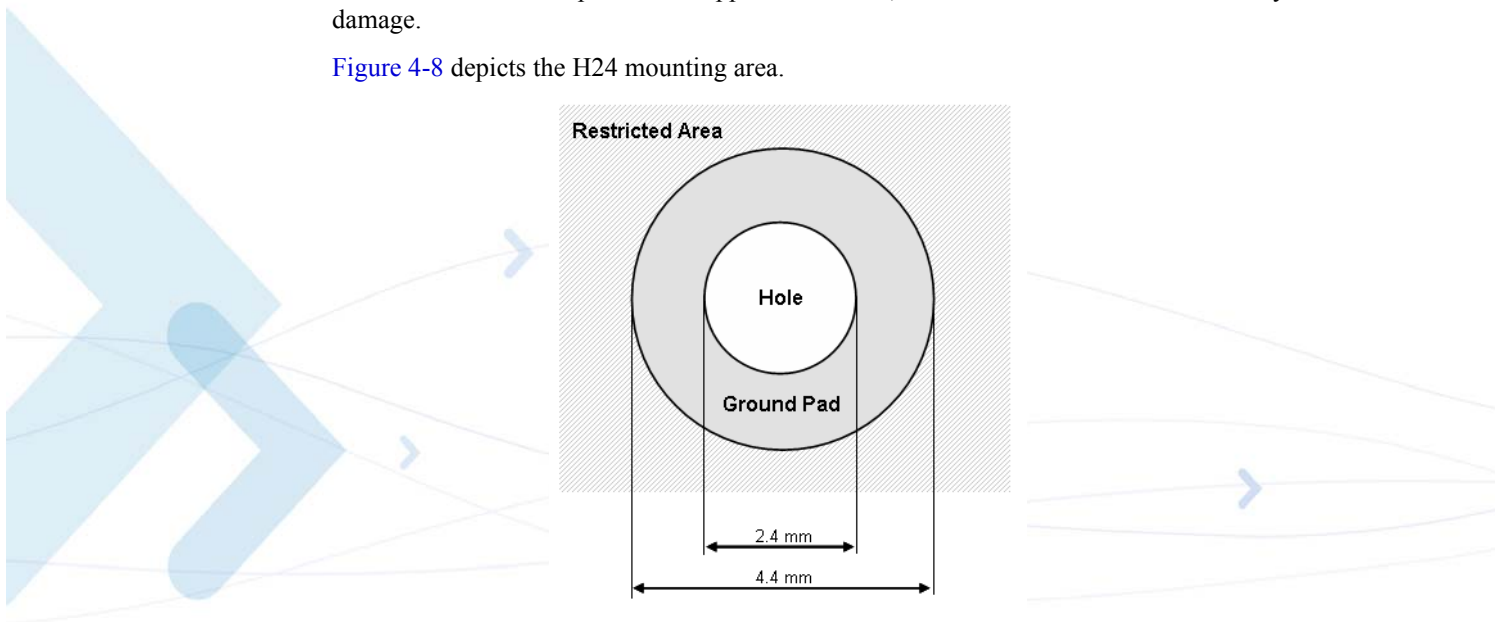 damage.
Figure 4-8 depicts the H24 mounting area.
Restricted Area
Hole
Ground Pad
2.4 mm
4.4 mm